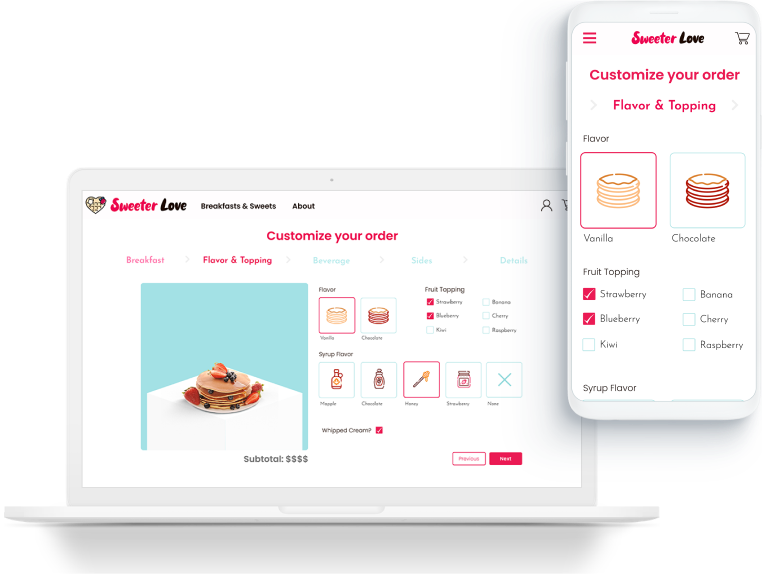 Sweeter Love
Breakfasts & Sweets
About
Customize your order
Breakfast
Flavor & Topping
Beverage
Sides
Details
Flavor
Vanilla
Chocolate
Fruit Topping
Strawberry
Banana
Blueberry
Cherry
Kiwi
Raspberry
Syrup Flavor
Mapple
Chocolate
Honey
Strawberry
None
Whipped Cream?
Subtotal: $$$$
Previous
Next
Sweeter Love
Customize your order
Flavor & Topping
Flavor
Vanilla
Chocolate
Fruit Topping
Strawberry
Banana
Blueberry
Cherry
Kiwi
Raspberry
Syrup Flavor